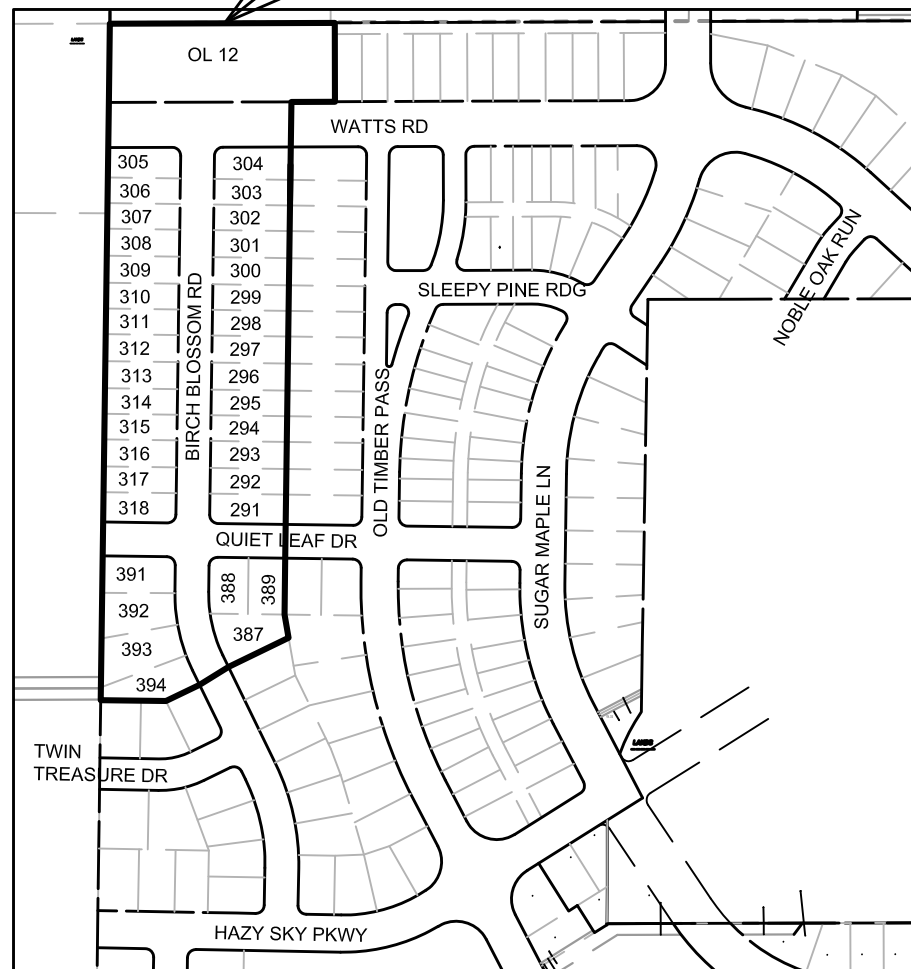 OL 12
WATTS RD
305
304
306
303
307
302
308
301
309
300
310
299
311
298
312
297
313
296
314
295
315
294
316
293
317
292
318
291
BIRCH BLOSSOM RD
SLEEPY PINE RDG
NOBLE OAK RUN
OLD TIMBER PASS
SUGAR MAPLE LN
QUIET LEAF DR
391
388
389
392
387
393
394
TWIN
TREASURE DR
LANDS
HAZY SKY PKWY